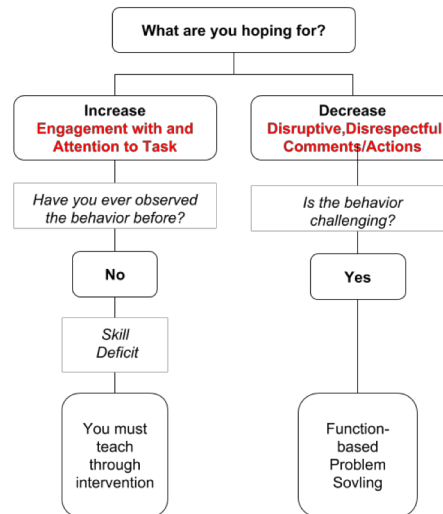 What are you hoping for?
Increase
Engagement with and
Attention to Task
Decrease
Disruptive,Disrespectful
Comments/Actions
Have you ever observed
the behavior before?
Is the behavior
challenging?
No
Yes
Skill
Deficit
You must
teach
through
intervention
Function-
based
Problem
Sovling